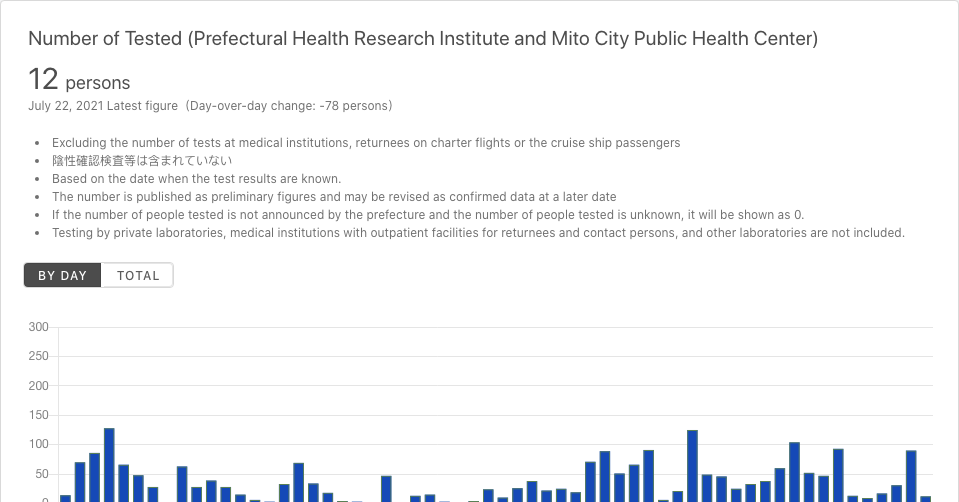 Number of Tested (Prefectural Health Research Institute and Mito City Public Health Center)
12 persons
July 22, 2021 Latest figure（Day-over-day change: -78 persons）
• Excluding the number of tests at medical institutions, returnees on charter flights or the cruise ship passengers
• 陰性確認検査等は含まれていない
• Based on the date when the test results are known.
• The number is published as preliminary figures and may be revised as confirmed data at a later date
• If the number of people tested is not announced by the prefecture and the number of people tested is unknown, it will be shown as 0.
• Testing by private laboratories, medical institutions with outpatient facilities for returnees and contact persons, and other laboratories are not included.
BY DAY TOTAL
300
250
200
150
100
50
0